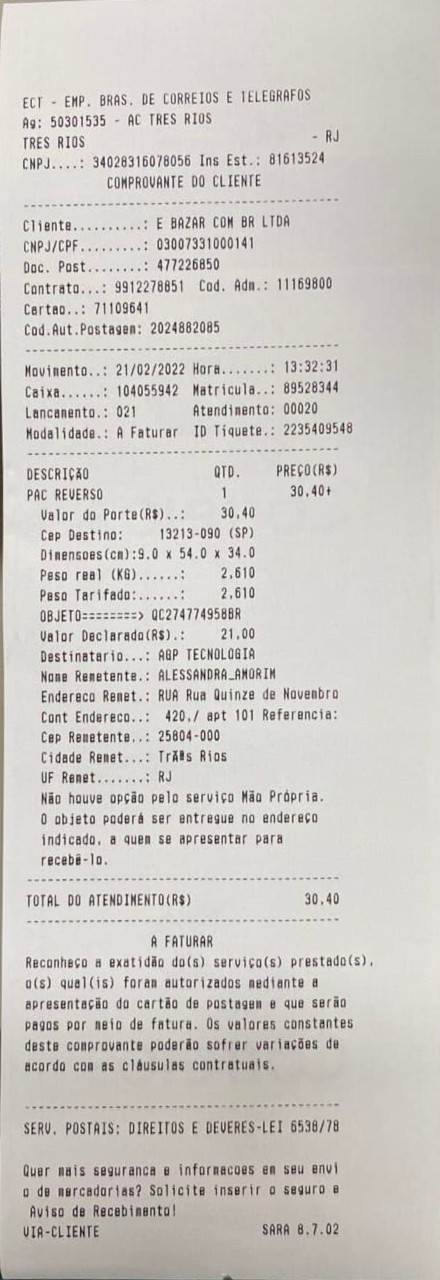 ECT - EMP. BRAS. DE CORREIOS E TELEGRAFOS
Ag: 50301535 - AC TRES RIOS
TRES RIOS - RJ
CNPJ....: 34028316078056 Ins Est.: 81613524
COMPROVANTE DO CLIENTE
Cliente..........: E BAZAR COM BR LTDA
CNPJ/CPF.........: 03007331000141
Doc. Post........: 477226850
Contrato...: 9912278851 Cod. Adm.: 11169800
Cartao..: 71109641
Cod.Aut.Postagem: 2024882085
Movimento..: 21/02/2022 Hora.......: 13:32:31
Caixa......: 104055942 Matricula..: 89528344
Lancamento.: 021 Atendimento: 00020
Modalidade.: A Faturar ID Tiquete.: 2235409548
DESCRIÇÃO QTD. PREÇO(R$)
PAC REVERSO 1 30,40+
Valor do Porte(R$)..: 30,40
Cep Destino: 13213-090 (SP)
Dimensoes(cm):9.0 x 54.0 x 34.0
Peso real (KG)......: 2,610
Peso Tarifado:......: 2,610
OBJETO========> QC274774958BR
Valor Declarado(R$).: 21,00
Destinatario...: AGP TECNOLOGIA
Nome Remetente.: ALESSANDRA_AMORIM
Endereco Remet.: RUA Rua Quinze de Novembro
Cont Endereco..: 420,/ apt 101 Referencia:
Cep Remetente..: 25804-000
Cidade Remet...: TrÃªs Rios
UF Remet.......: RJ
Não houve opção pelo serviço Mão Própria.
O objeto poderá ser entregue no endereço
indicado, a quem se apresentar para
recebê-lo.
TOTAL DO ATENDIMENTO(R$) 30,40
A FATURAR
Reconheço a exatidão do(s) serviço(s) prestado(s),
o(s) qual(is) foram autorizados mediante a
apresentação do cartão de postagem e que serão
pagos por meio de fatura. Os valores constantes
deste comprovante poderão sofrer variações de
acordo com as cláusulas contratuais.
SERV. POSTAIS: DIREITOS E DEVERES-LEI 6538/78
Quer mais seguranca e informacoes em seu envi
o de mercadorias? Solicite inserir o seguro e
Aviso de Recebimento!
VIA-CLIENTE SARA 8.7.02